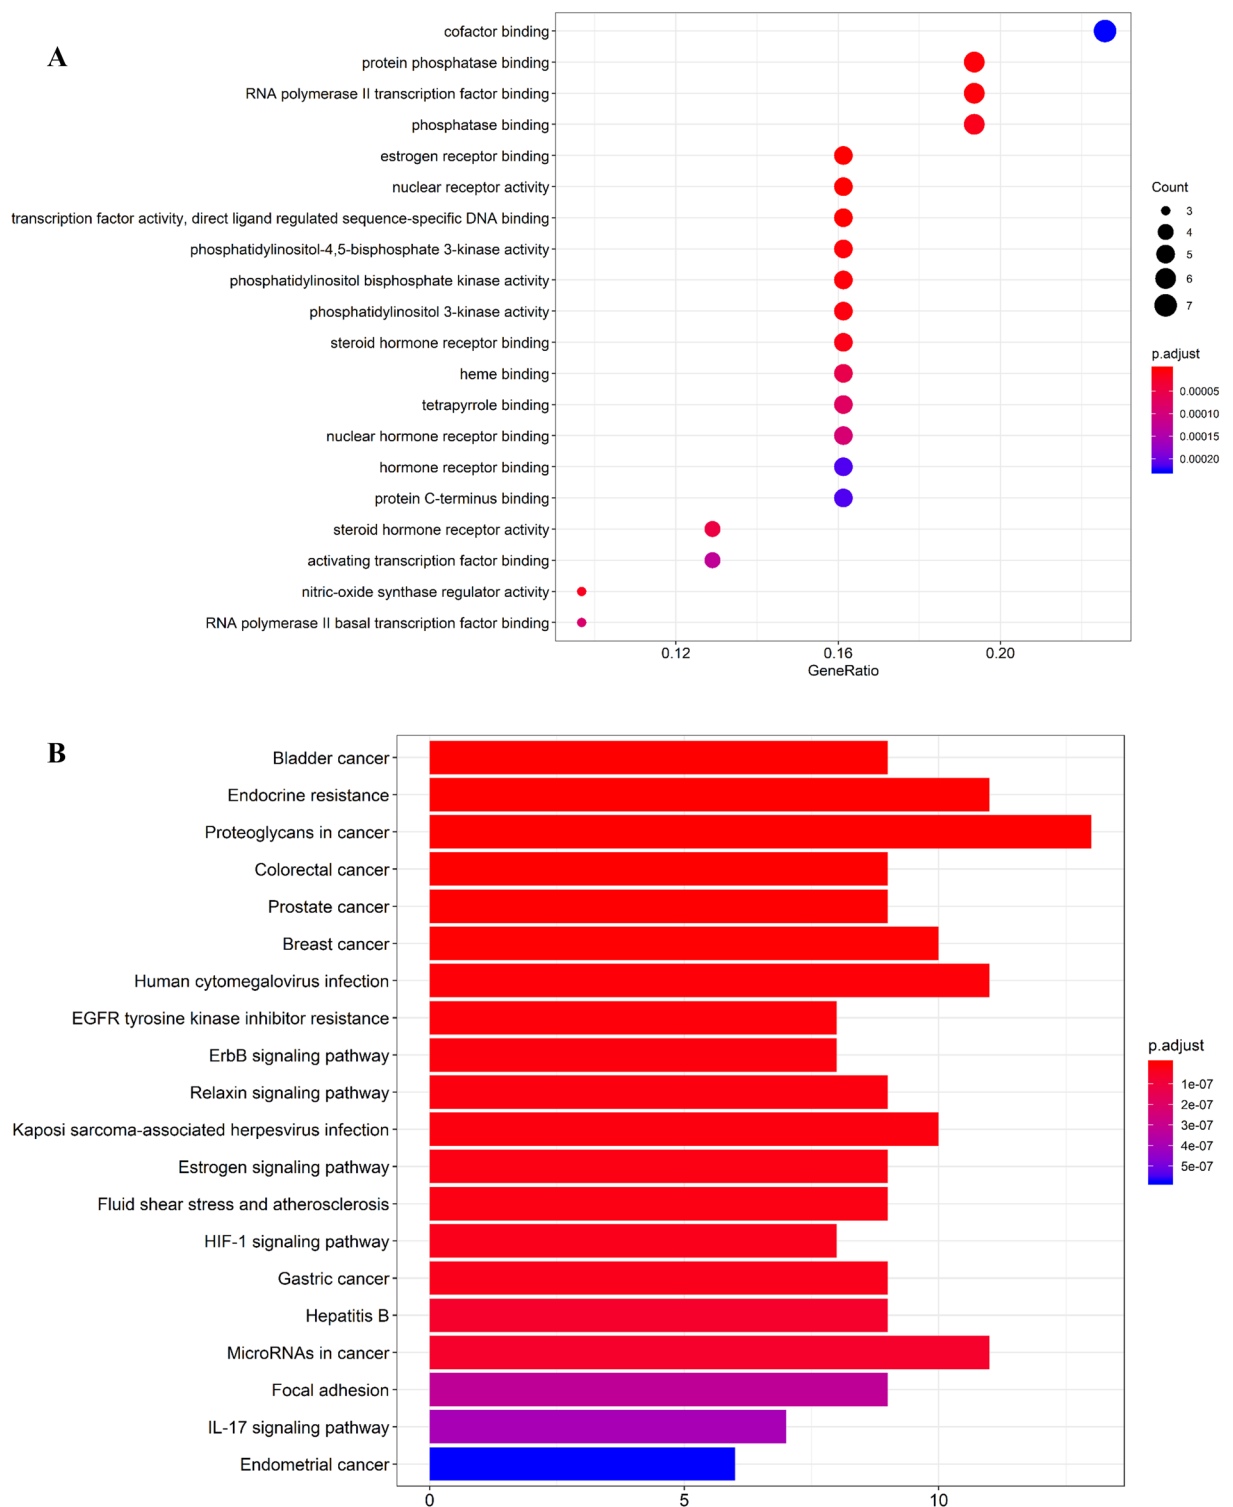 A
cofactor binding
protein phosphatase binding
RNA polymerase II transcription factor binding
phosphatase binding
estrogen receptor binding
nuclear receptor activity
transcription factor activity, direct ligand regulated sequence-specific DNA binding
phosphatidylinositol-4,5-bisphosphate 3-kinase activity
phosphatidylinositol bisphosphate kinase activity
phosphatidylinositol 3-kinase activity
steroid hormone receptor binding
heme binding
tetrapyrrole binding
nuclear hormone receptor binding
hormone receptor binding
protein C-terminus binding
steroid hormone receptor activity
activating transcription factor binding
nitric-oxide synthase regulator activity
RNA polymerase II basal transcription factor binding
0.12 0.16 0.20
GeneRatio
Count
3
4
5
6
7
p.adjust
0.00005
0.00010
0.00015
0.00020
B
Bladder cancer
Endocrine resistance
Proteoglycans in cancer
Colorectal cancer
Prostate cancer
Breast cancer
Human cytomegalovirus infection
EGFR tyrosine kinase inhibitor resistance
ErbB signaling pathway
Relaxin signaling pathway
Kaposi sarcoma-associated herpesvirus infection
Estrogen signaling pathway
Fluid shear stress and atherosclerosis
HIF-1 signaling pathway
Gastric cancer
Hepatitis B
MicroRNAs in cancer
Focal adhesion
IL-17 signaling pathway
Endometrial cancer
0 5 10
p.adjust
1e-07
2e-07
3e-07
4e-07
5e-07